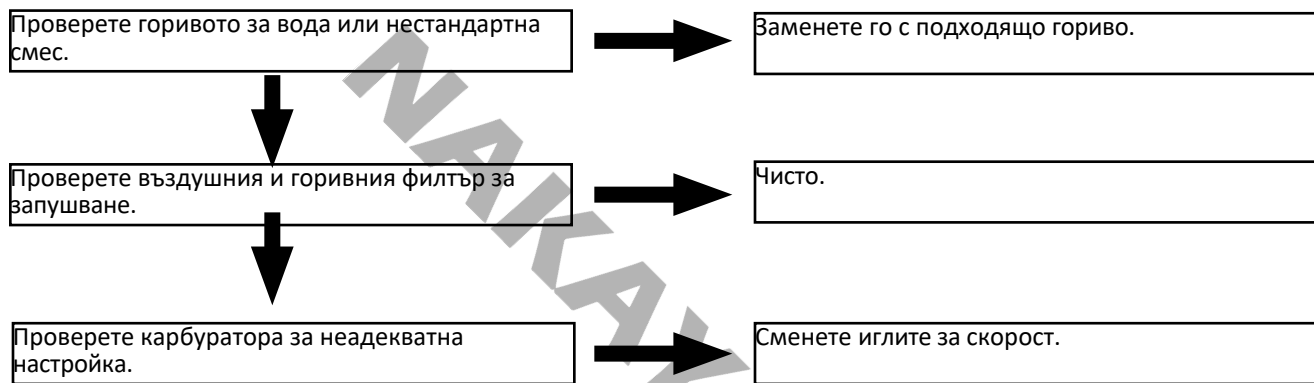 Проверете горивото за вода или нестандартна
смес.
Заменете го с подходящо гориво.
Проверете въздушния и горивния филтър за
запушване.
Чисто.
Проверете карбуратора за неадекватна
настройка.
Сменете иглите за скорост.
NAKAY